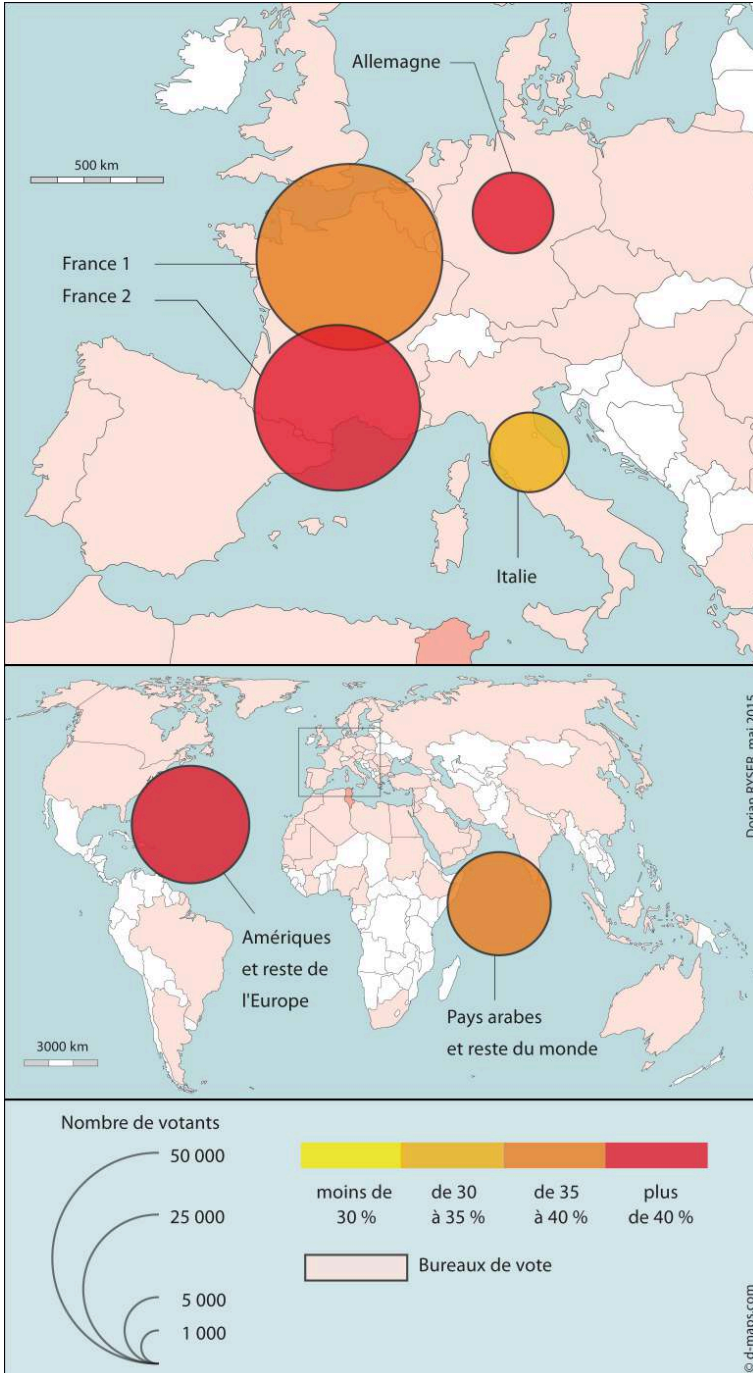 Allemagne
500 km
France 1
France 2
Italie
Dorian RYSER, mai 2015
Amériques
et reste de
l'Europe
Pays arabes
et reste du monde
3000 km
Nombre de votants
50 000
25 000
5 000
1 000
moins de
30 %
de 30
à 35 %
de 35
à 40 %
plus
de 40 %
Bureaux de vote
© d-maps.com